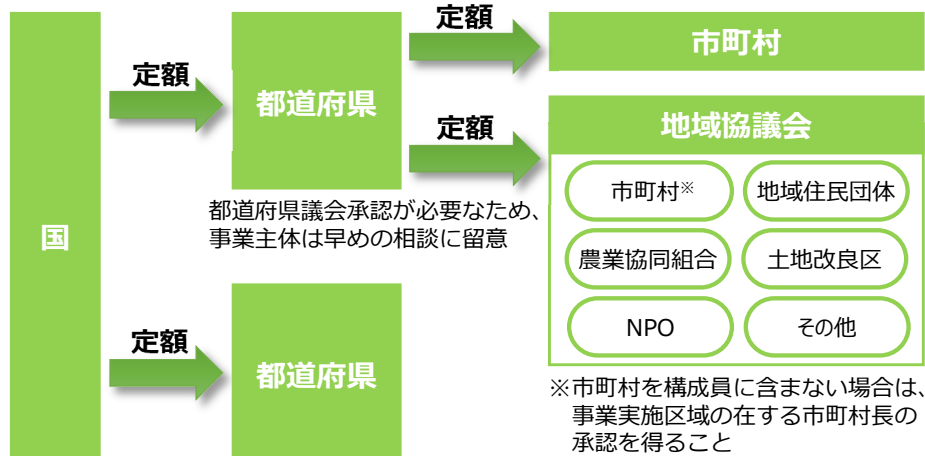 国
定額
都道府県
定額
市町村
定額
地域協議会
市町村※
地域住民団体
農業協同組合
土地改良区
NPO
その他
都道府県議会承認が必要なため、
事業主体は早めの相談に留意
定額
都道府県
※市町村を構成員に含まない場合は、
事業実施区域の在する市町村長の
承認を得ること